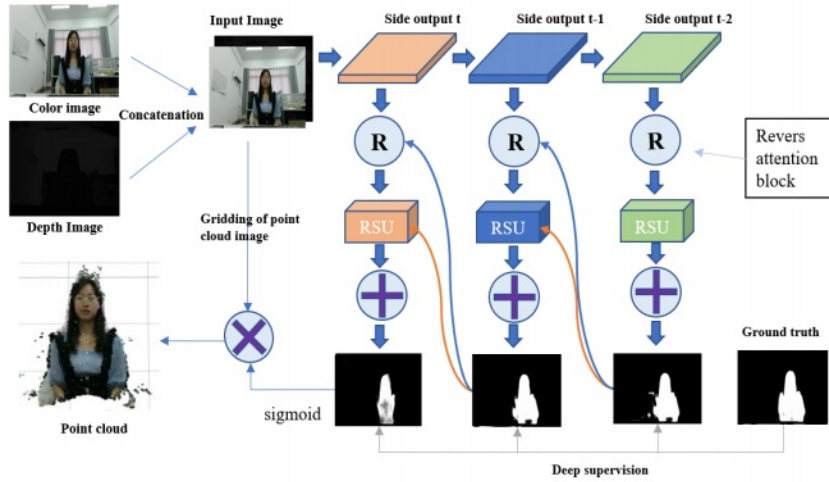 Input Image
Side output t
Side output t-1
Side output t-2
Color image
Concatenation
R
R
R
Revers
attention
block
Depth Image
Gridding of point
cloud image
RSU
RSU
RSU
Ground truth
sigmoid
Point cloud
Deep supervision